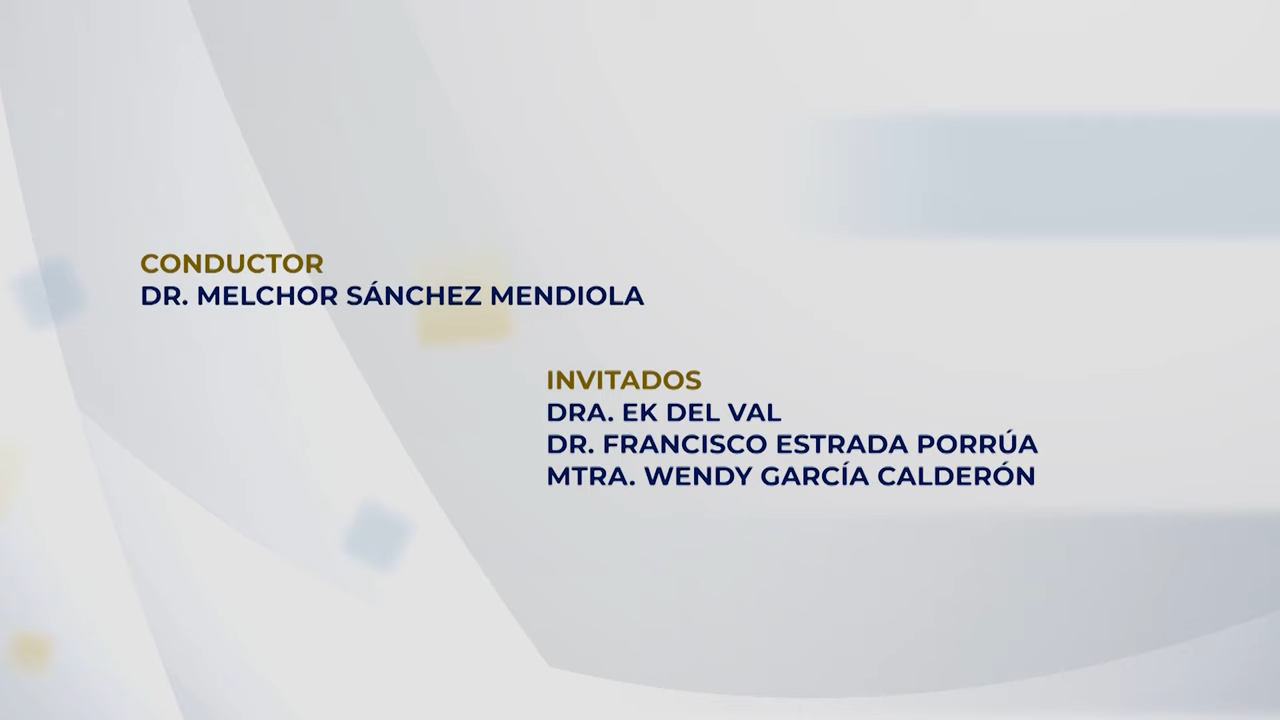 CONDUCTOR
DR. MELCHOR SÁNCHEZ MENDIOLA
INVITADOS
DRA. EK DEL VAL
DR. FRANCISCO ESTRADA PORRÚA
MTRA. WENDY GARCÍA CALDERÓN